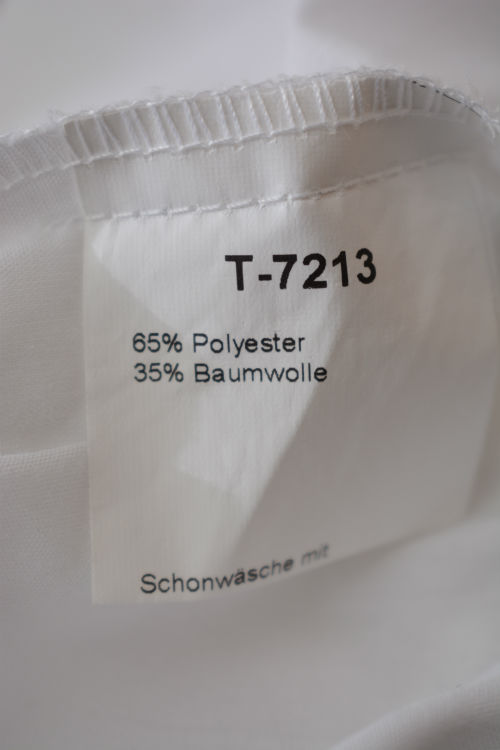 T-7213
65% Polyester
35% Baumwolle
Schonwäsche mit